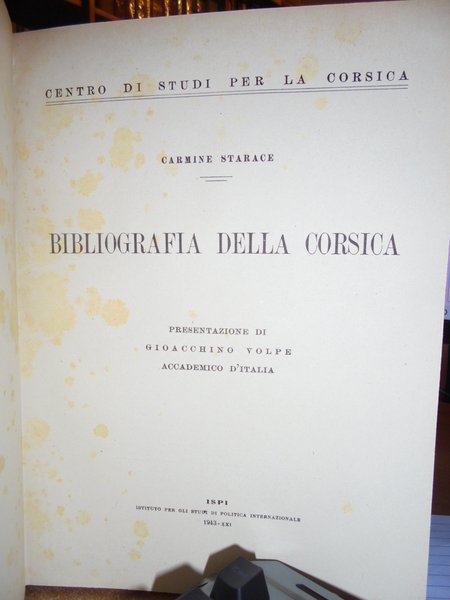 CENTRO DI STUDI PER LA CORSICA
CARMINE STARACE
BIBLIOGRAFIA DELLA CORSICA
PRESENTAZIONE DI
GIOACCHINO VOLPE
ACCADEMICO D'ITALIA
ISPI
ISTITUTO PER GLI STUDI DI POLITICA INTERNAZIONALE
1943-XXI